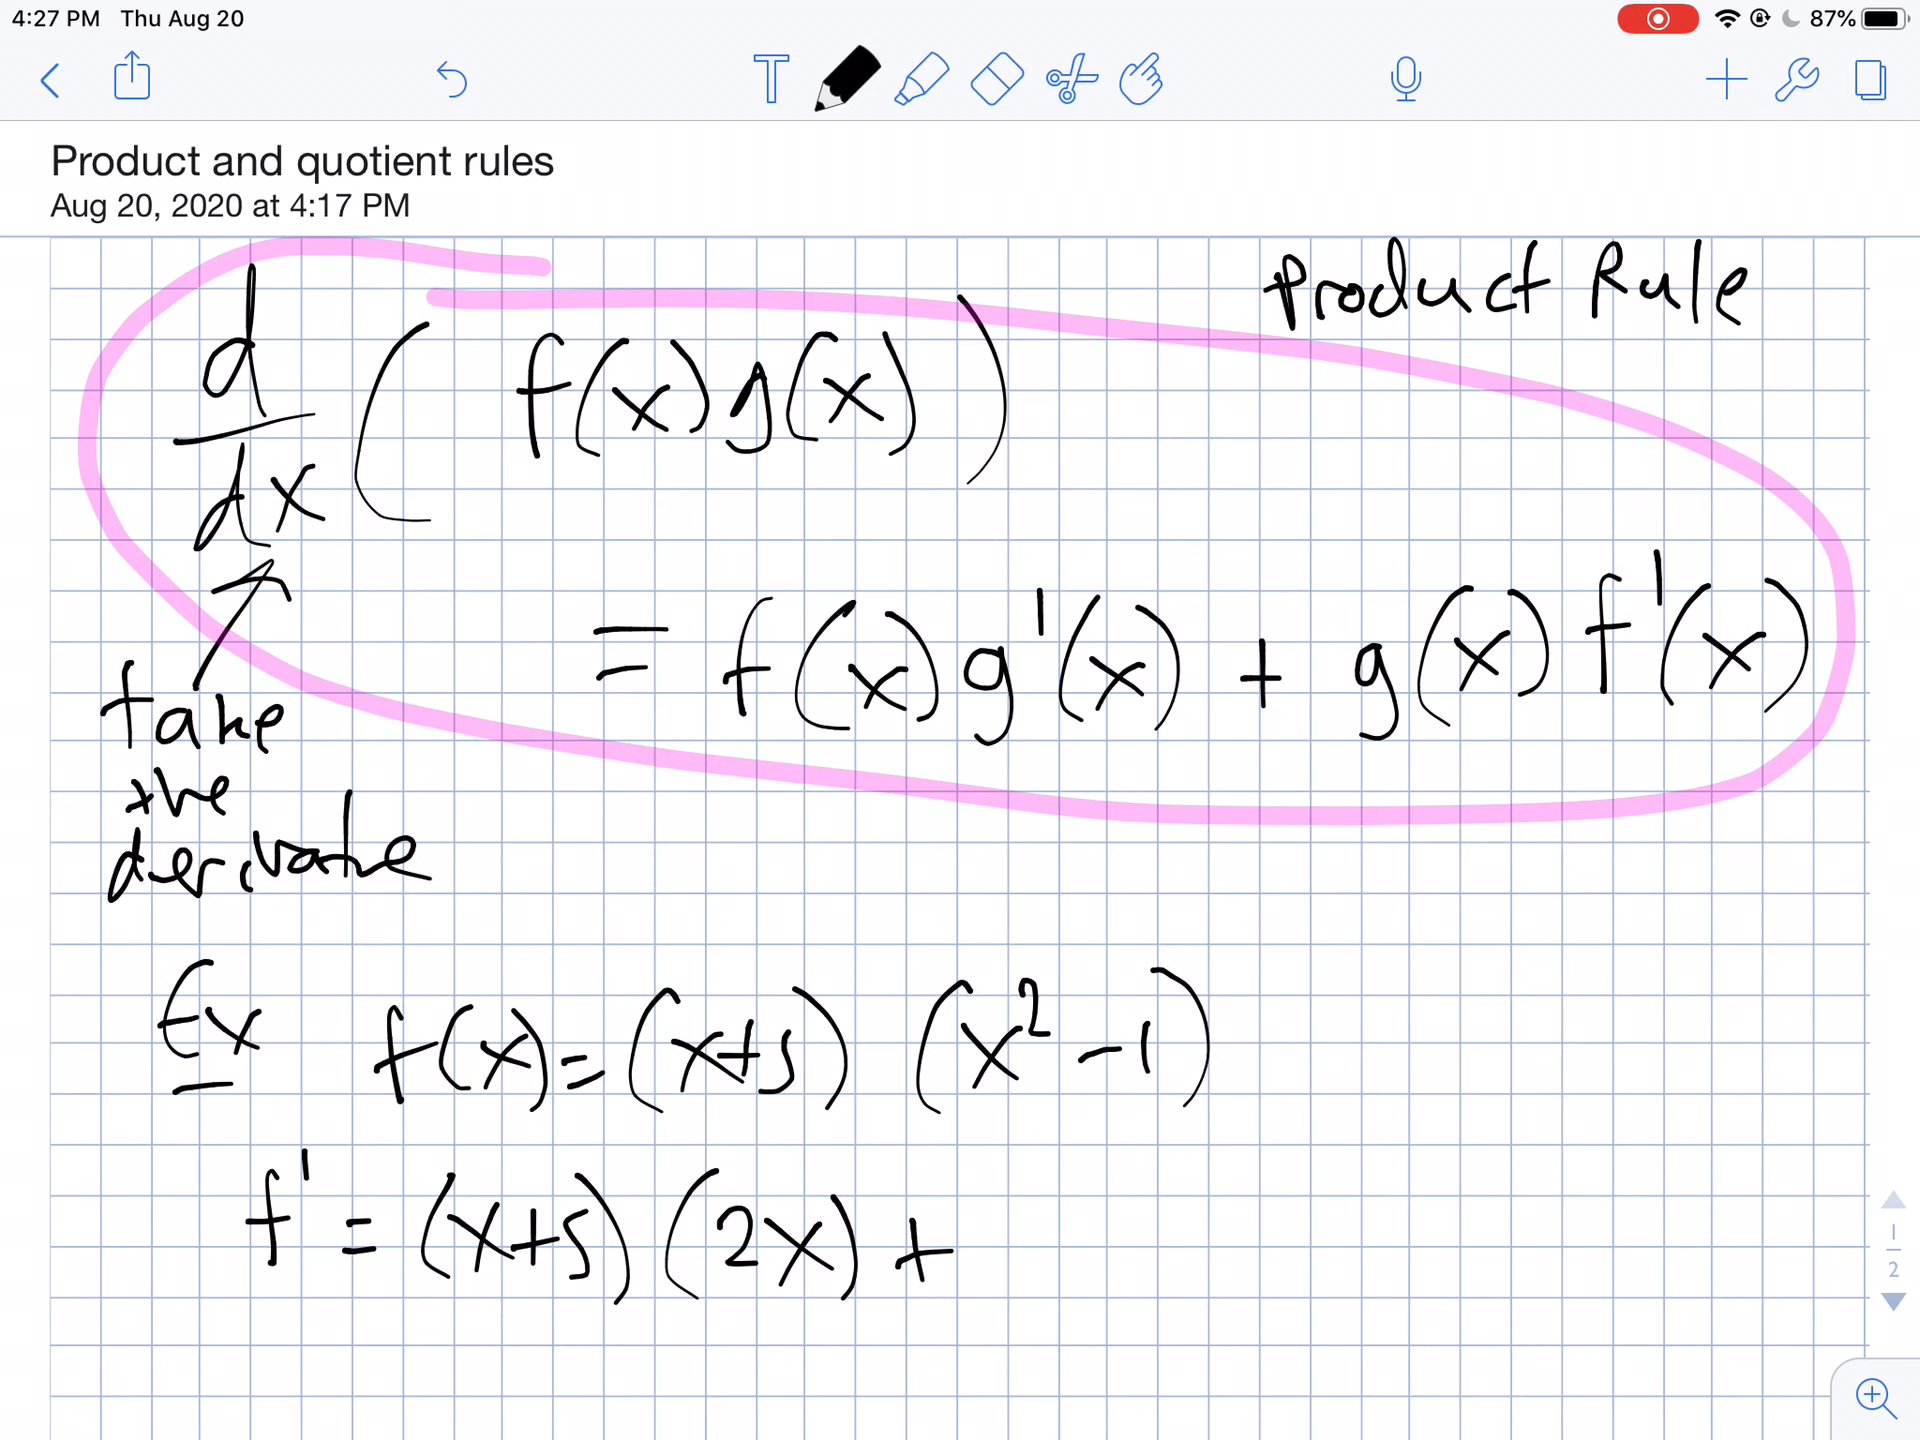 4:27 PM Thu Aug 20 87%
T
Product and quotient rules
Aug 20, 2020 at 4:17 PM
Product Rule
d/dx ( f(x)g(x) )
= f(x)g'(x) + g(x)f'(x)
take
the
derivative
Ex f(x)= (x+5) (x² -1)
f' = (x+5)(2x) +
1
2